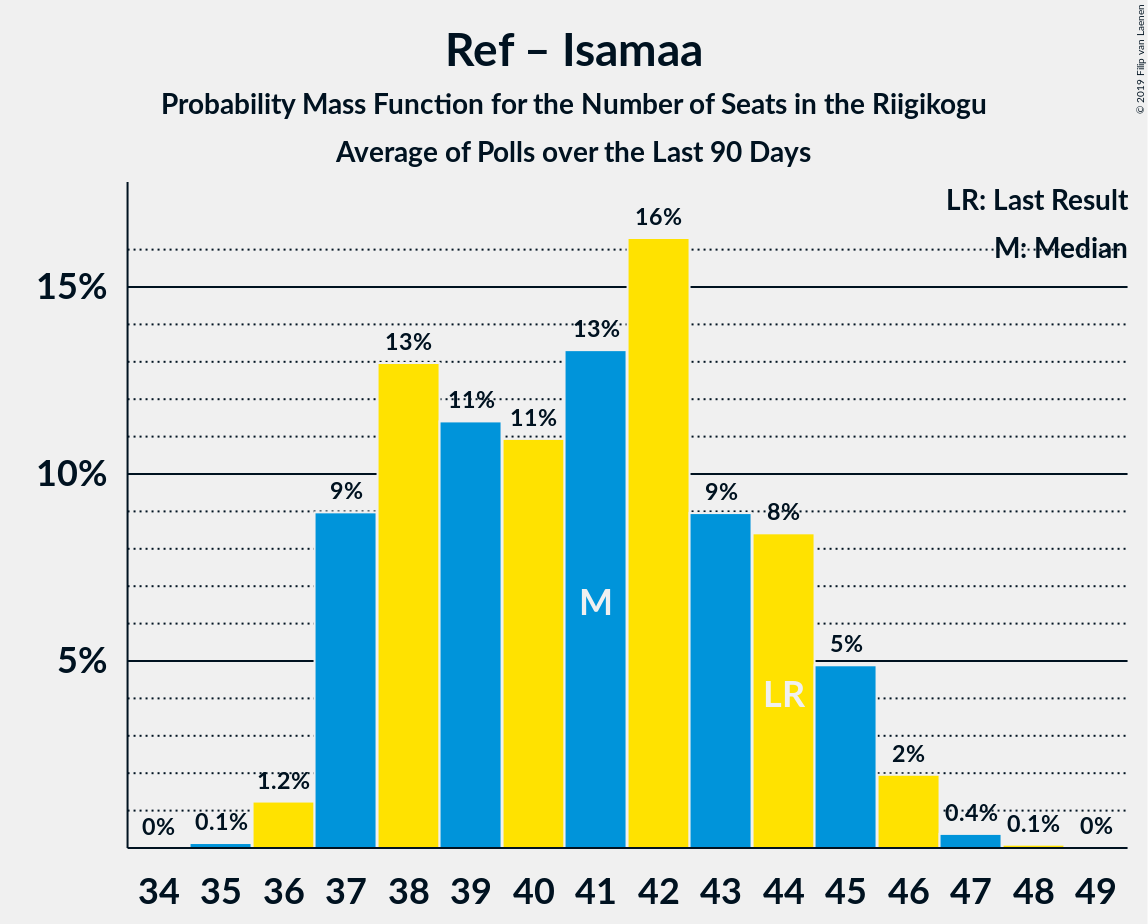 Ref – Isamaa
Probability Mass Function for the Number of Seats in the Riigikogu
Average of Polls over the Last 90 Days
© 2019 Filip van Laenen
LR: Last Result
M: Median
15%
10%
5%
0% 0.1% 1.2% 9% 13% 11% 11% 13% 16% 9% 8% 5% 2% 0.4% 0.1% 0%
M
LR
34 35 36 37 38 39 40 41 42 43 44 45 46 47 48 49